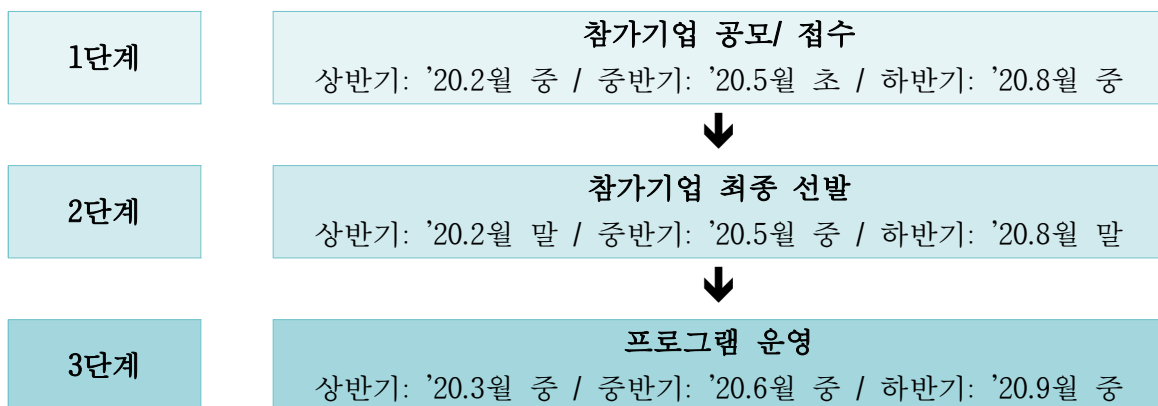 1단계
참가기업 공모/ 접수
상반기: ’20.2월 중 / 중반기: ’20.5월 초 / 하반기: ’20.8월 중
2단계
참가기업 최종 선발
상반기: ’20.2월 말 / 중반기: ’20.5월 중 / 하반기: ’20.8월 말
3단계
프로그램 운영
상반기: ’20.3월 중 / 중반기: ’20.6월 중 / 하반기: ’20.9월 중